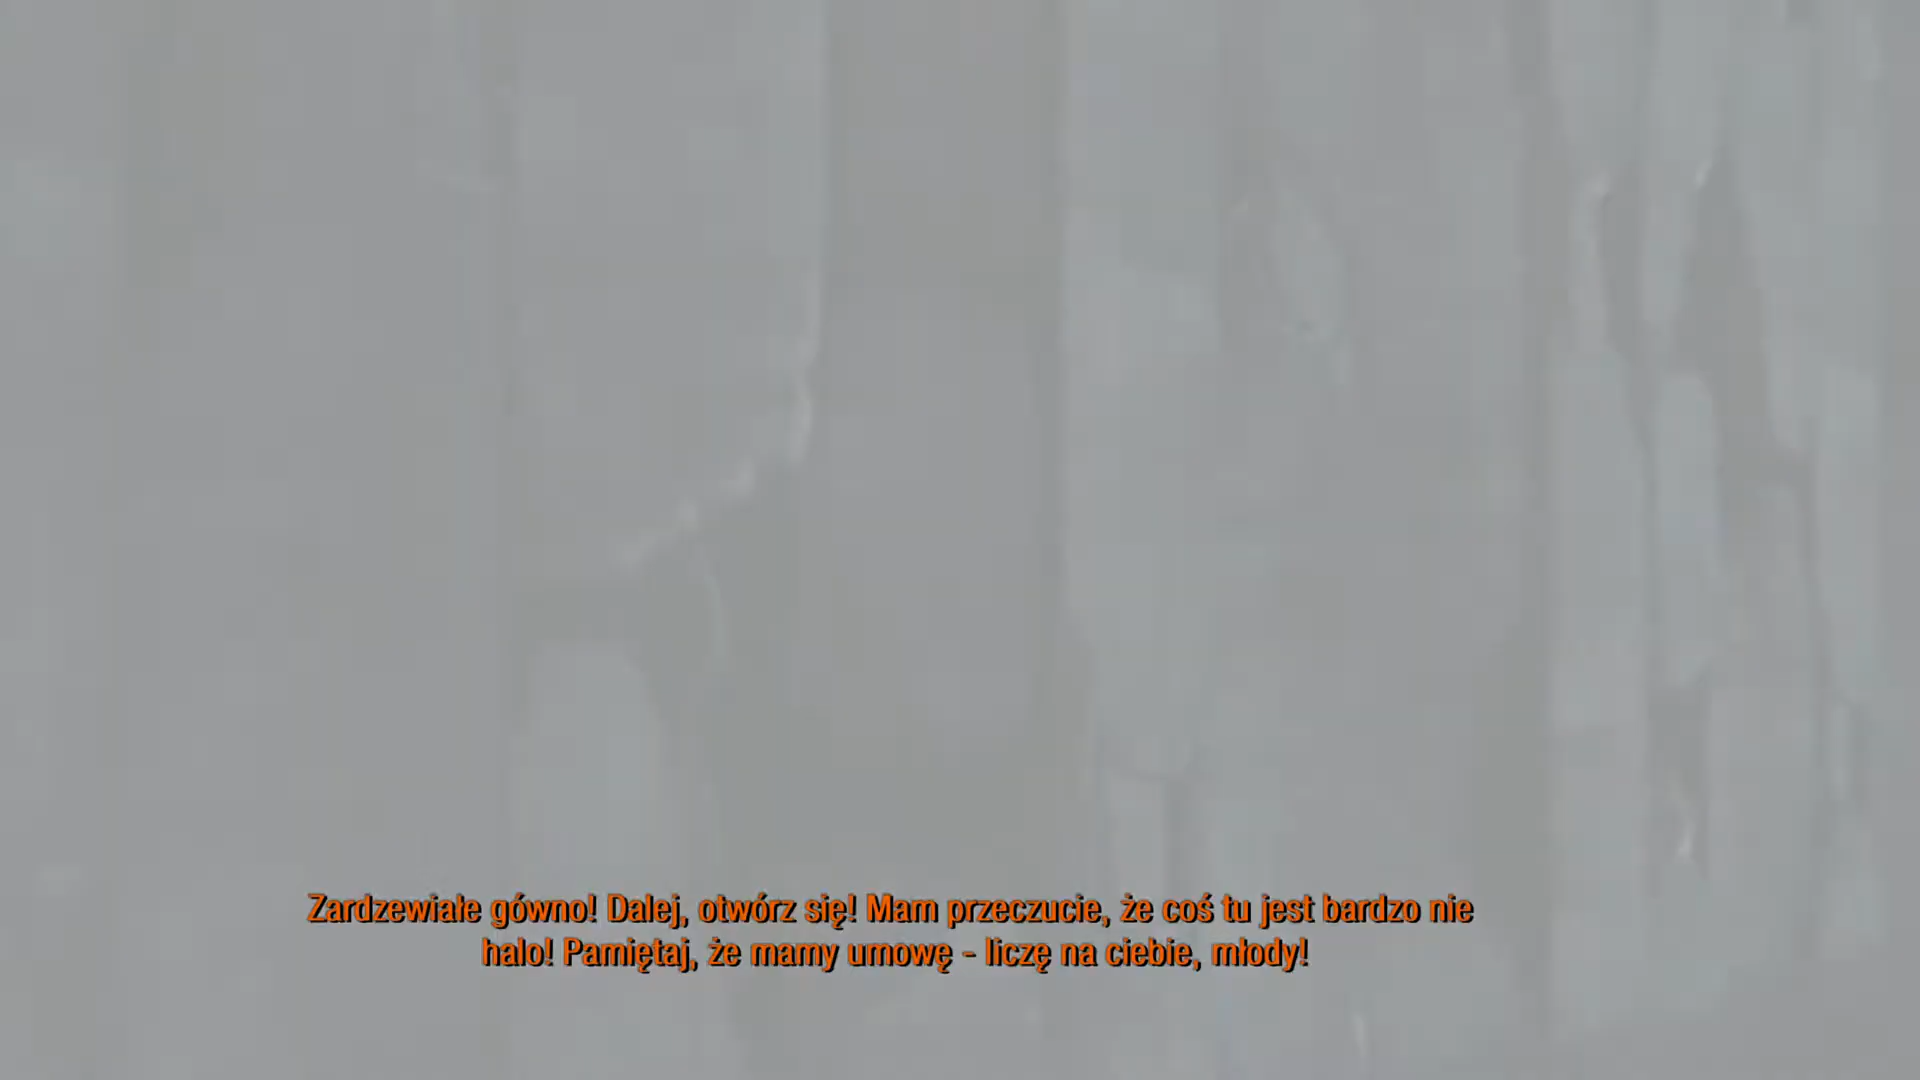 Zardzewiałe gówno! Dalej, otwórz się! Mam przeczucie, że coś tu jest bardzo nie
halo! Pamiętaj, że mamy umowę - liczę na ciebie, młody!